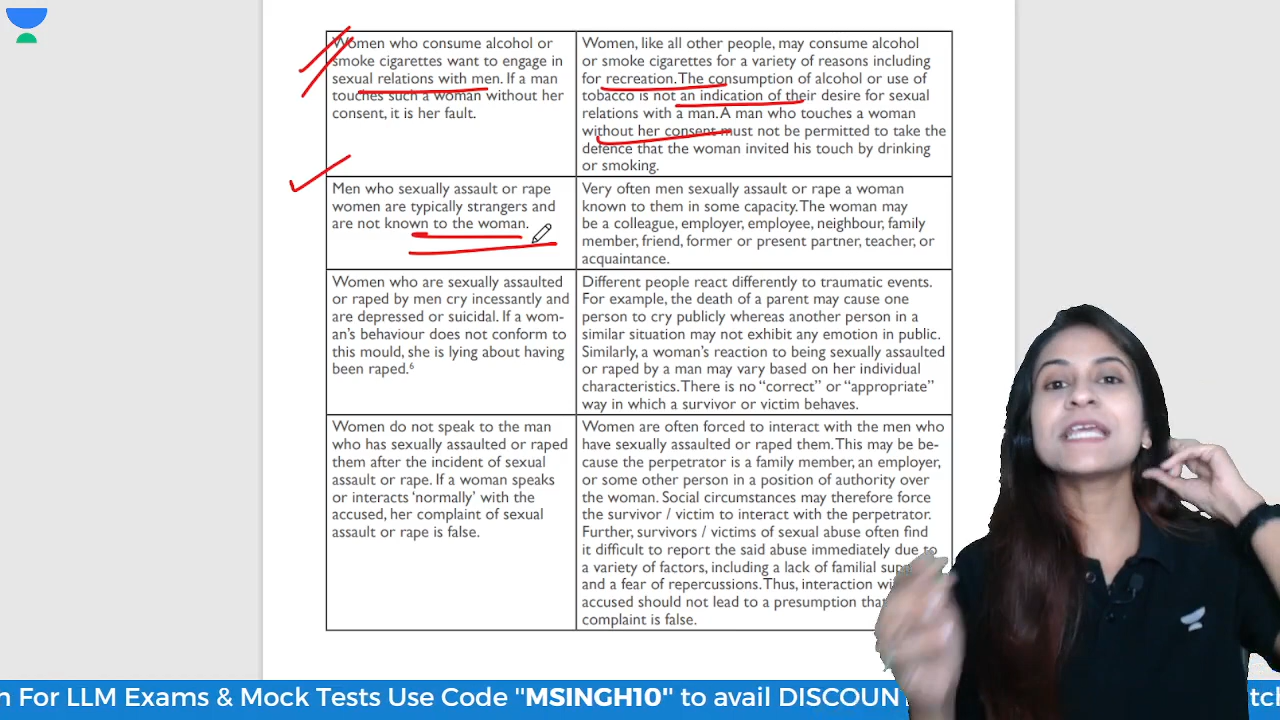 Women who consume alcohol or
smoke cigarettes want to engage in
sexual relations with men. If a man
touches such a woman without her
consent, it is her fault.
Women, like all other people, may consume alcohol
or smoke cigarettes for a variety of reasons including
for recreation. The consumption of alcohol or use of
tobacco is not an indication of their desire for sexual
relations with a man. A man who touches a woman
without her consent must not be permitted to take the
defence that the woman invited his touch by drinking
or smoking.
Men who sexually assault or rape
women are typically strangers and
are not known to the woman.
Very often men sexually assault or rape a woman
known to them in some capacity. The woman may
be a colleague, employer, employee, neighbour, family
member, friend, former or present partner, teacher, or
acquaintance.
Women who are sexually assaulted
or raped by men cry incessantly and
are depressed or suicidal. If a wom-
an's behaviour does not conform to
this mould, she is lying about having
been raped.⁶
Different people react differently to traumatic events.
For example, the death of a parent may cause one
person to cry publicly whereas another person in a
similar situation may not exhibit any emotion in public.
Similarly, a woman's reaction to being sexually assaulted
or raped by a man may vary based on her individual
characteristics. There is no “correct” or “appropriate”
way in which a survivor or victim behaves.
Women do not speak to the man
who has sexually assaulted or raped
them after the incident of sexual
assault or rape. If a woman speaks
or interacts ‘normally’ with the
accused, her complaint of sexual
assault or rape is false.
Women are often forced to interact with the men who
have sexually assaulted or raped them. This may be be-
cause the perpetrator is a family member, an employer,
or some other person in a position of authority over
the woman. Social circumstances may therefore force
the survivor / victim to interact with the perpetrator.
Further, survivors / victims of sexual abuse often find
it difficult to report the said abuse immediately due to
a variety of factors, including a lack of familial
and a fear of repercussions. Thus, interaction
accused should not lead to a presumption
complaint is false.
For LLM Exams & Mock Tests Use Code "MSINGH10" to avail